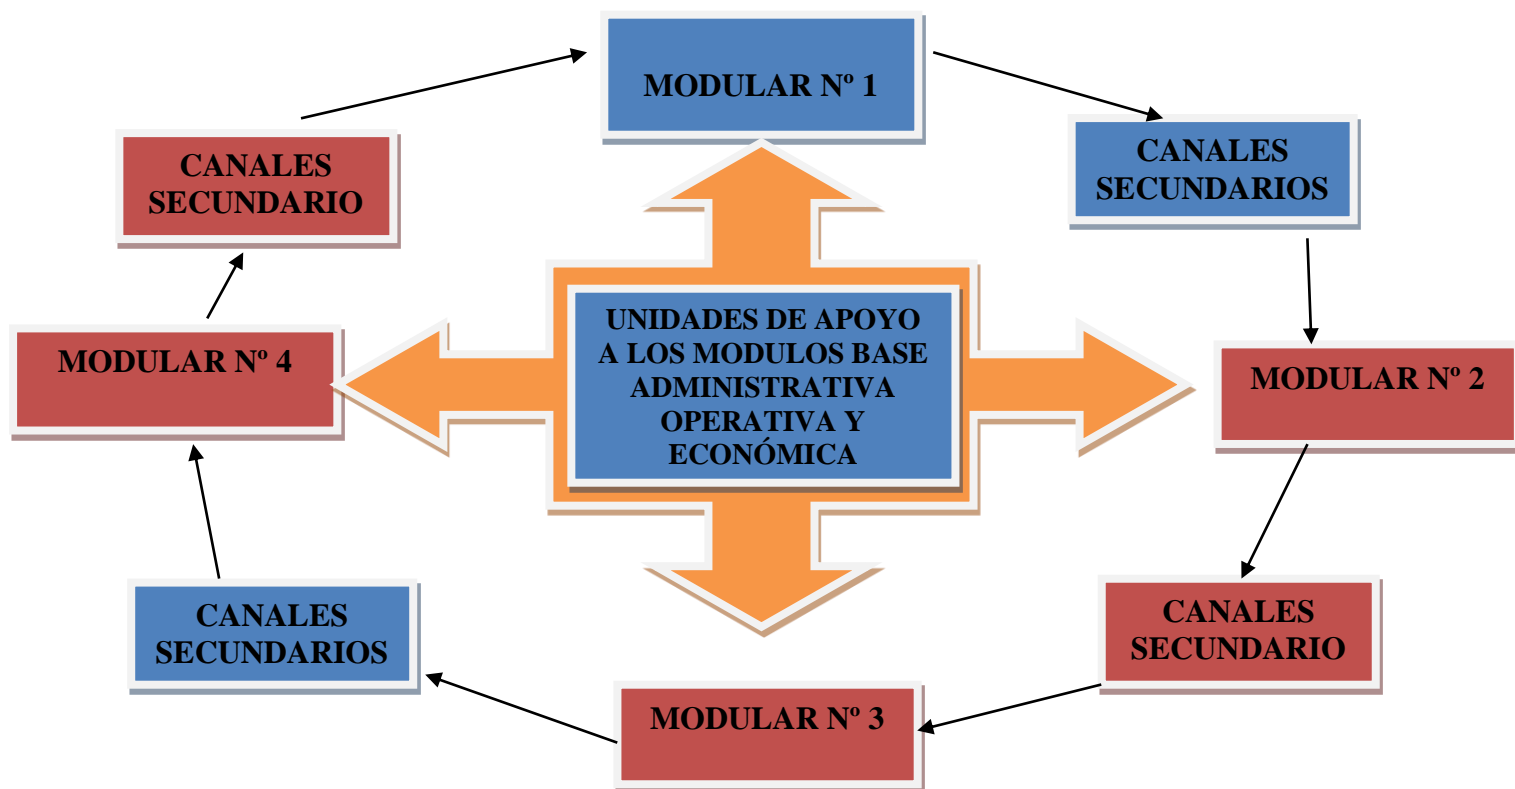 MODULAR Nº 1
CANALES
SECUNDARIO
CANALES
SECUNDARIOS
UNIDADES DE APOYO
A LOS MODULOS BASE
ADMINISTRATIVA
OPERATIVA Y
ECONÓMICA
MODULAR Nº 4
MODULAR Nº 2
CANALES
SECUNDARIOS
CANALES
SECUNDARIO
MODULAR Nº 3